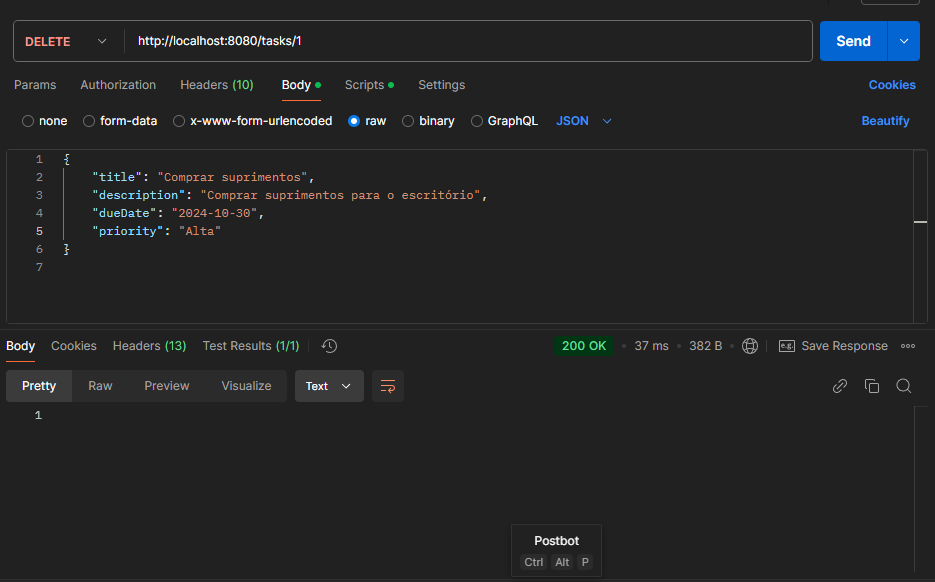 DELETE http://localhost:8080/tasks/1 Send
Params Authorization Headers (10) Body Scripts Settings Cookies
none form-data x-www-form-urlencoded raw binary GraphQL JSON Beautify
1 {
2 "title": "Comprar suprimentos",
3 "description": "Comprar suprimentos para o escritório",
4 "dueDate": "2024-10-30",
5 "priority": "Alta"
6 }
7
Body Cookies Headers (13) Test Results (1/1) 200 OK 37 ms 382 B e.g. Save Response
Pretty Raw Preview Visualize Text
1
Postbot
Ctrl Alt P